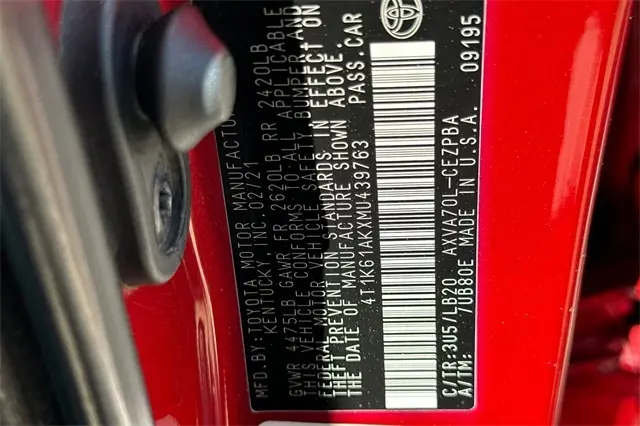 MFD.BY:TOYOTA MOTOR MANUFACTUR
KENTUCKY, INC. 02/21
GVWR 4475LB GAWR FR 2620LB RR 2420LB
THIS VEHICLE CONFORMS TO ALL APPLICABLE
FEDERAL MOTOR VEHICLE SAFETY BUMPER AND
THEFT PREVENTION STANDARDS IN EFFECT ON
THE DATE OF MANUFACTURE SHOWN ABOVE.
4T1K61AKXMU439763 PASS.CAR
C/TR:3U5/LB20 AXVA70L-CEZPBA
A/TM: /UB80E MADE IN U.S.A. 09195